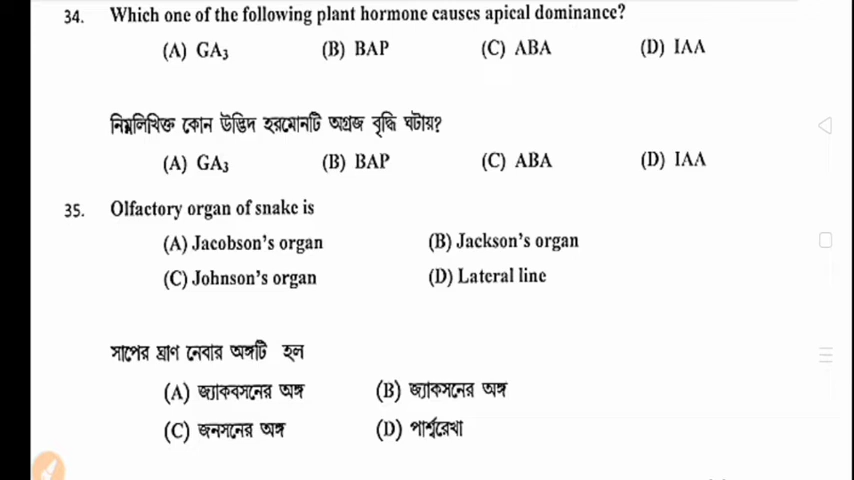 34. Which one of the following plant hormone causes apical dominance?
(A) GA₃ (B) BAP (C) ABA (D) IAA
নিম্নলিখিত কোন উদ্ভিদ হরমোনটি অগ্রজ বৃদ্ধি ঘটায়?
(A) GA₃ (B) BAP (C) ABA (D) IAA
35. Olfactory organ of snake is
(A) Jacobson’s organ (B) Jackson’s organ
(C) Johnson’s organ (D) Lateral line
সাপের ঘ্রাণ নেবার অঙ্গটি হল
(A) জ্যাকবসনের অঙ্গ (B) জ্যাকসনের অঙ্গ
(C) জনসনের অঙ্গ (D) পার্শ্বরেখা